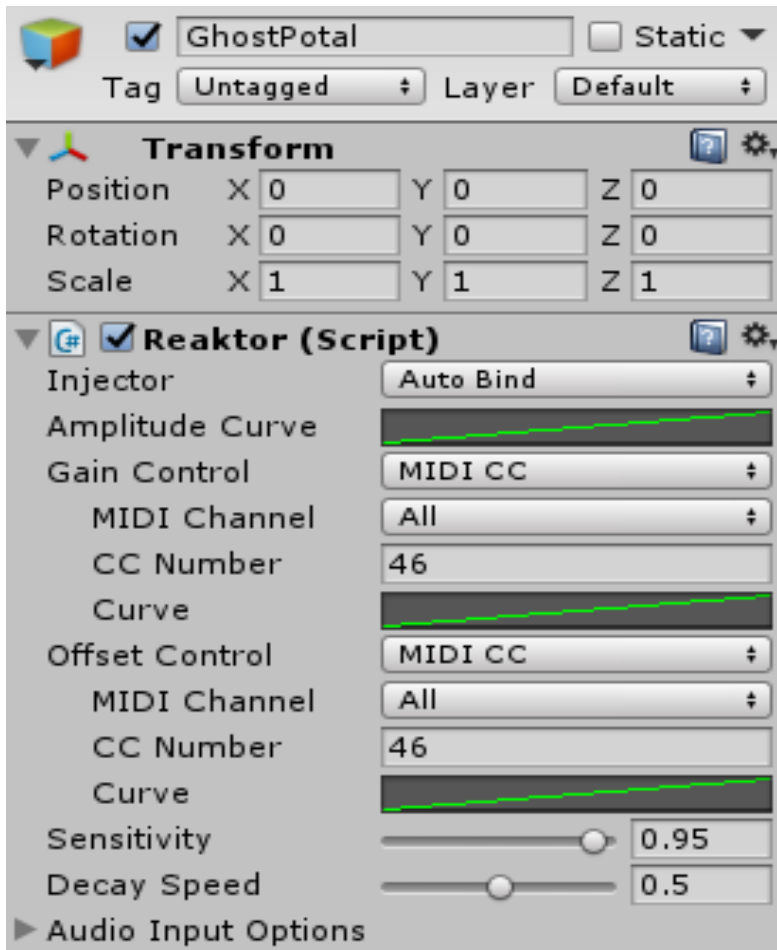 GhostPotal Static
Tag Untagged Layer Default
Transform
Position X 0 Y 0 Z 0
Rotation X 0 Y 0 Z 0
Scale X 1 Y 1 Z 1
Reaktor (Script)
Injector Auto Bind
Amplitude Curve
Gain Control MIDI CC
MIDI Channel All
CC Number 46
Curve
Offset Control MIDI CC
MIDI Channel All
CC Number 46
Curve
Sensitivity 0.95
Decay Speed 0.5
Audio Input Options